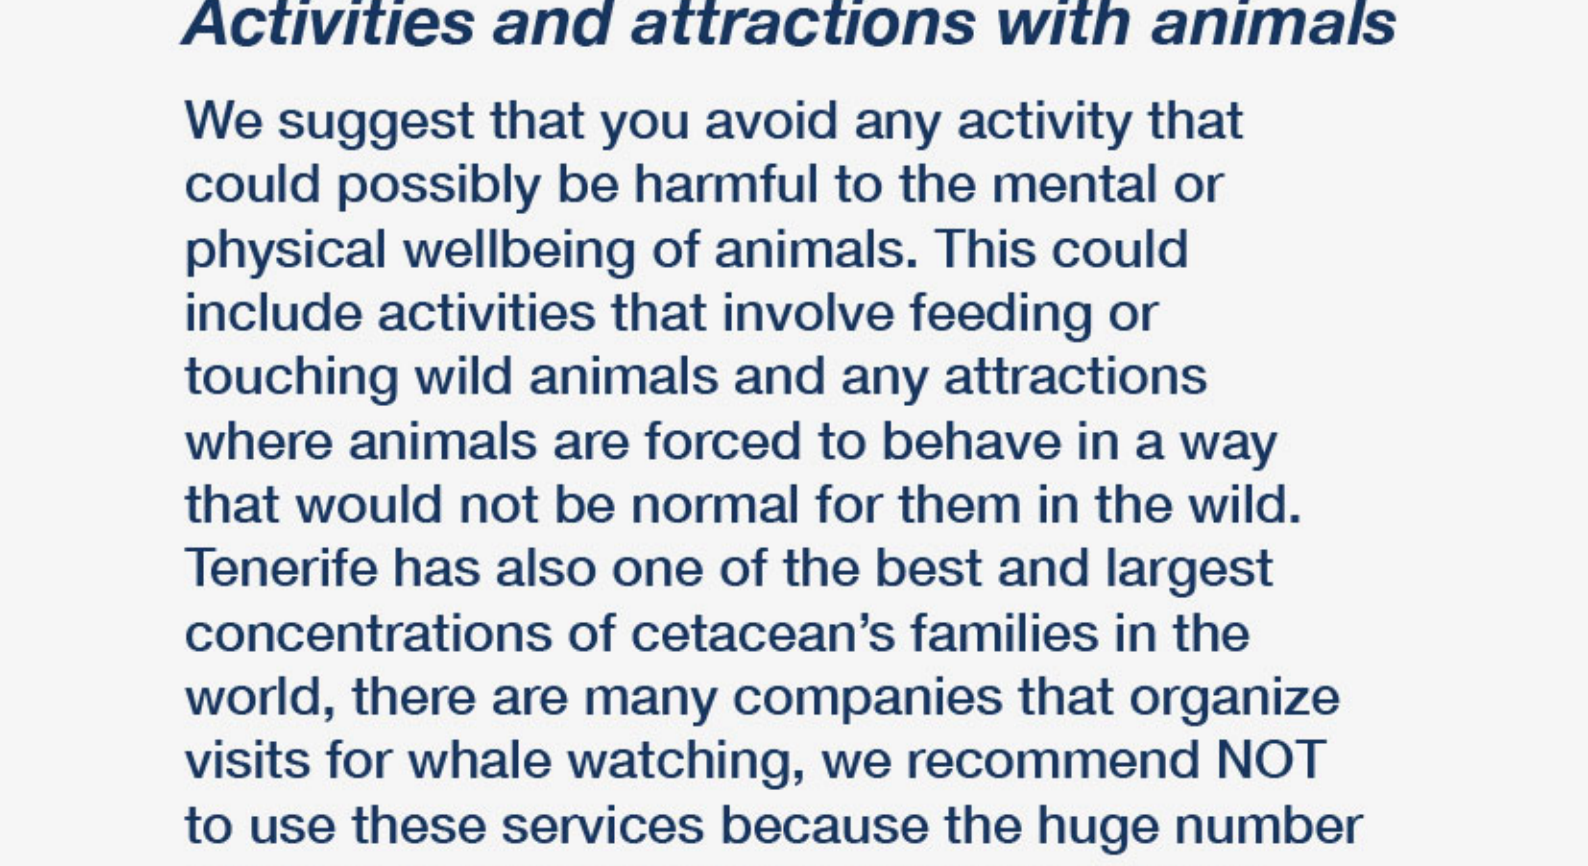 Activities and attractions with animals
We suggest that you avoid any activity that
could possibly be harmful to the mental or
physical wellbeing of animals. This could
include activities that involve feeding or
touching wild animals and any attractions
where animals are forced to behave in a way
that would not be normal for them in the wild.
Tenerife has also one of the best and largest
concentrations of cetacean’s families in the
world, there are many companies that organize
visits for whale watching, we recommend NOT
to use these services because the huge number